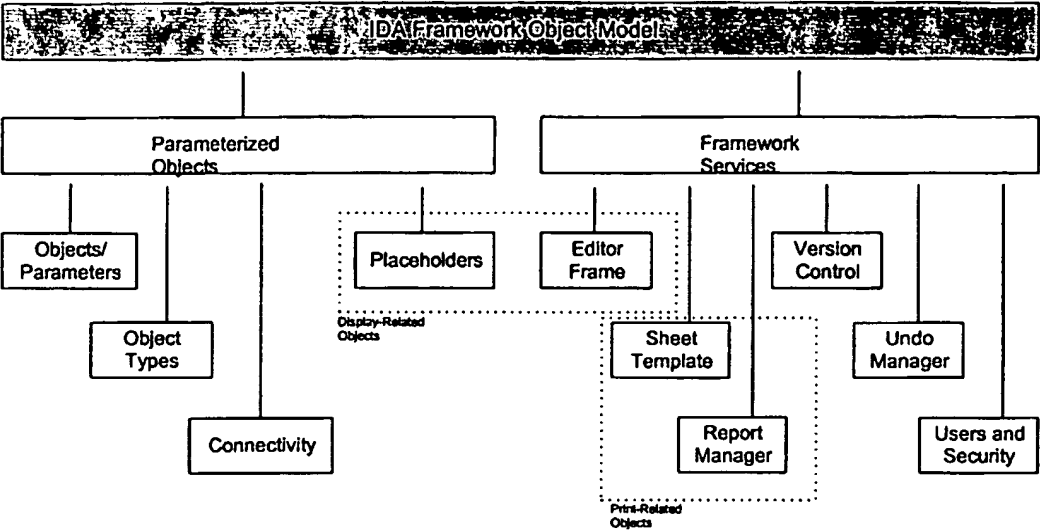 IDA Framework Object Model
Parameterized
Objects
Framework
Services
Objects/
Parameters
Placeholders
Editor
Frame
Version
Control
Display-Related
Objects
Object
Types
Sheet
Template
Undo
Manager
Connectivity
Report
Manager
Users and
Security
Print-Related
Objects